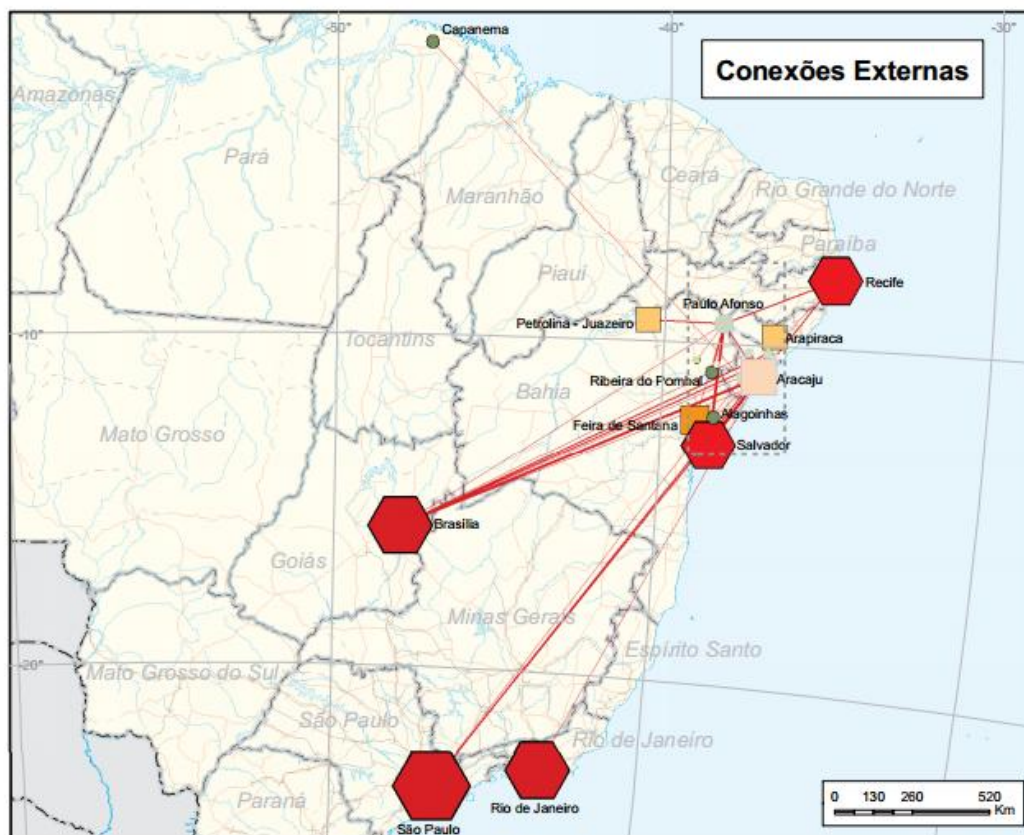 -50°
-40°
-30°
Capanema
Conexões Externas
Amazonas
Pará
Maranhão
Ceará
Rio Grande do Norte
Paraíba
Piauí
Recife
Paulo Afonso
Petrolina - Juazeiro
-10°
Arapiraca
Tocantins
Bahia
Ribeira do Pombal
Aracaju
Alagoinhas
Feira de Santana
Mato Grosso
Salvador
Brasília
Goiás
Minas Gerais
Espírito Santo
-20°
Mato Grosso do Sul
São Paulo
Rio de Janeiro
Paraná
Rio de Janeiro
São Paulo
0 130 260 520
Km